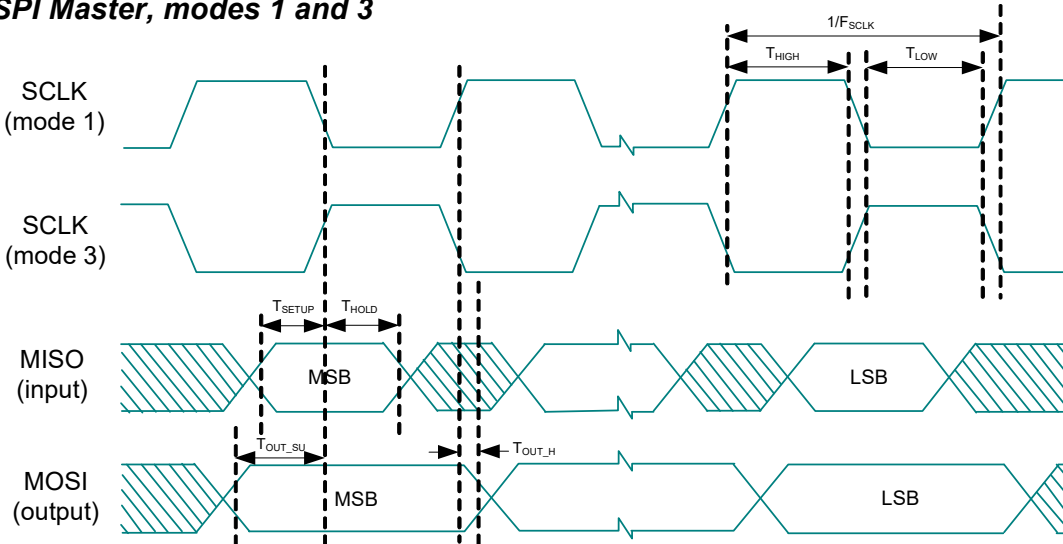 SPI Master, modes 1 and 3
1/FSCLK
THIGH
TLOW
SCLK
(mode 1)
SCLK
(mode 3)
TSETUP
THOLD
MISO
(input)
MSB
LSB
TOUT_SU
TOUT_H
MOSI
(output)
MSB
LSB